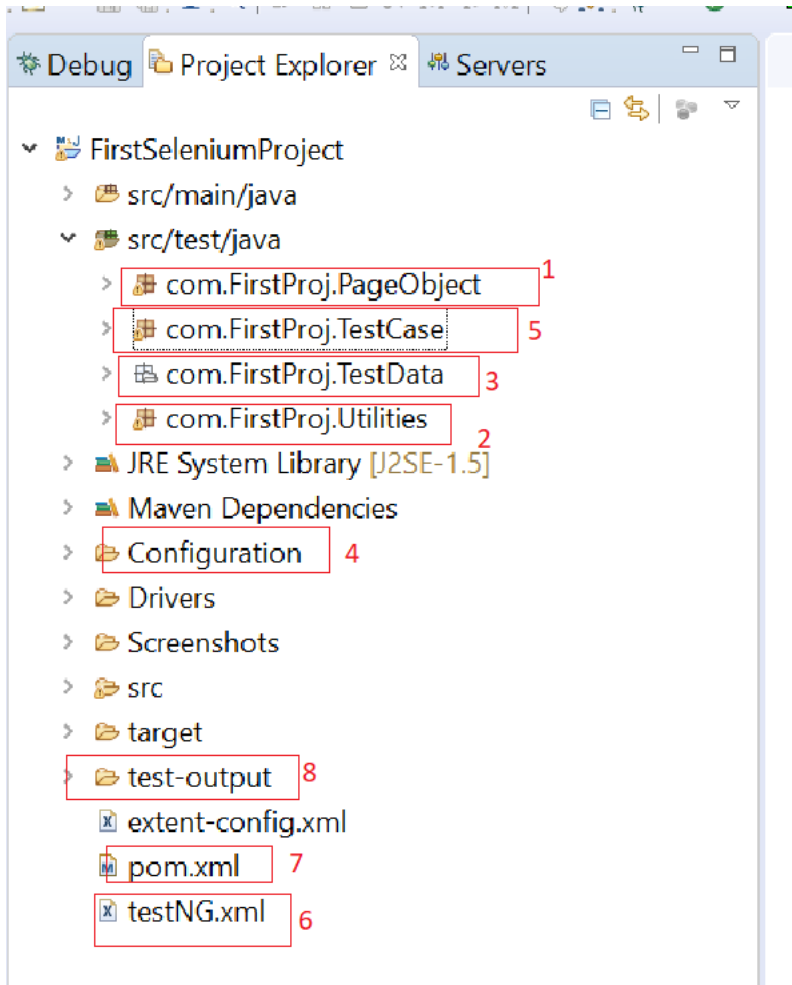 Debug Project Explorer Servers
FirstSeleniumProject
src/main/java
src/test/java
com.FirstProj.PageObject 1
com.FirstProj.TestCase 5
com.FirstProj.TestData 3
com.FirstProj.Utilities 2
JRE System Library [J2SE-1.5]
Maven Dependencies
Configuration 4
Drivers
Screenshots
src
target
test-output 8
extent-config.xml
pom.xml 7
testNG.xml 6